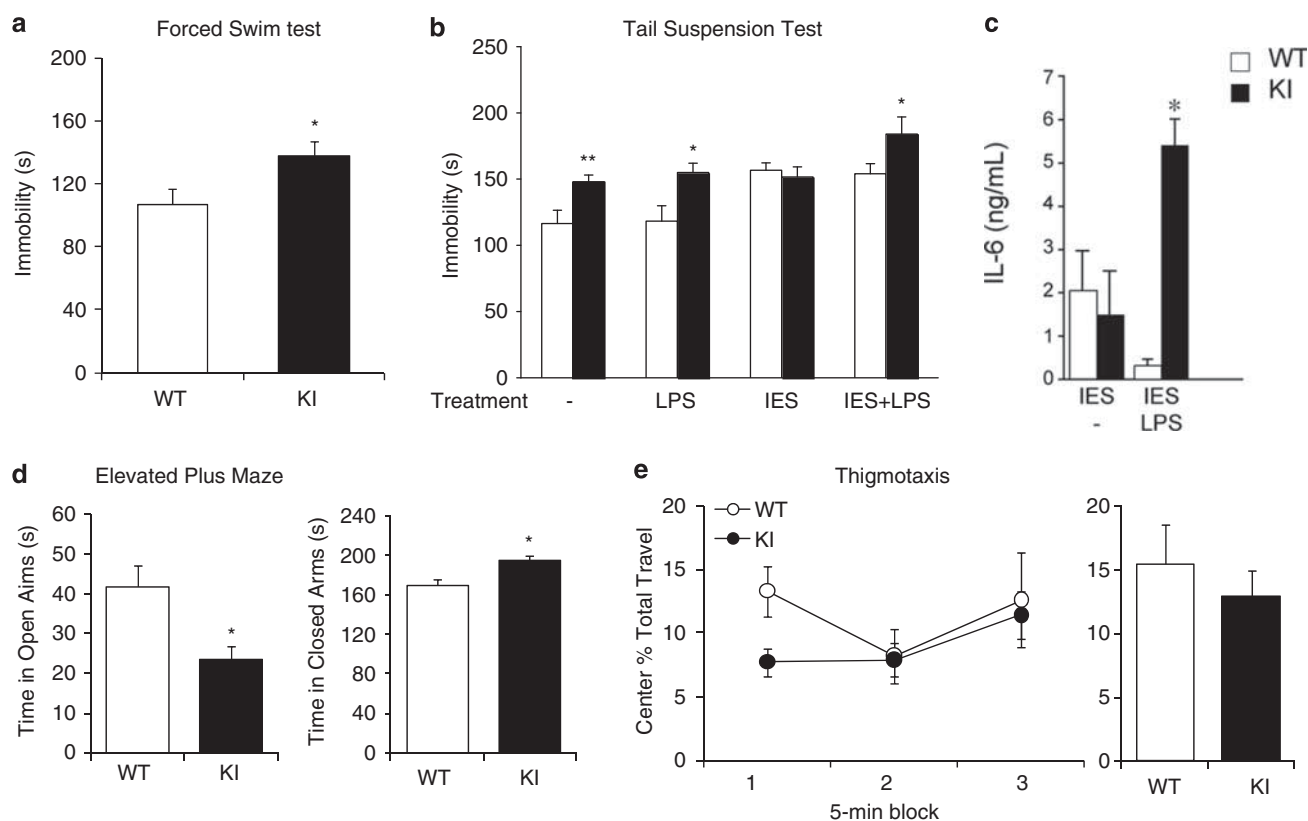 a
Forced Swim test
200
160
120
80
40
0
Immobility (s)
*
WT
KI
b
Tail Suspension Test
250
200
150
100
50
0
Immobility (s)
**
*
*
Treatment - LPS IES IES+LPS
c
WT
KI
7
6
5
4
3
2
1
0
IL-6 (ng/mL)
*
IES IES
- LPS
d
Elevated Plus Maze
60
50
40
30
20
10
0
Time in Open Aims (s)
*
WT
KI
240
200
160
120
80
40
0
Time in Closed Arms (s)
*
WT
KI
e
Thigmotaxis
20
15
10
5
0
Center % Total Travel
WT
KI
1 2 3
5-min block
20
15
10
5
0
WT
KI